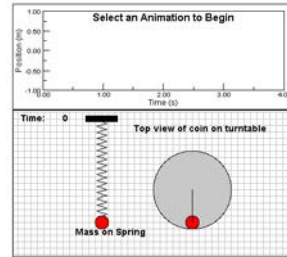 Select an Animation to Begin
1.00
0.50
0.00
-0.50
-1.00
Position (m)
0.00 1.00 2.00 3.00 4.0
Time (s)
Time: 0
Top view of coin on turntable
Mass on Spring